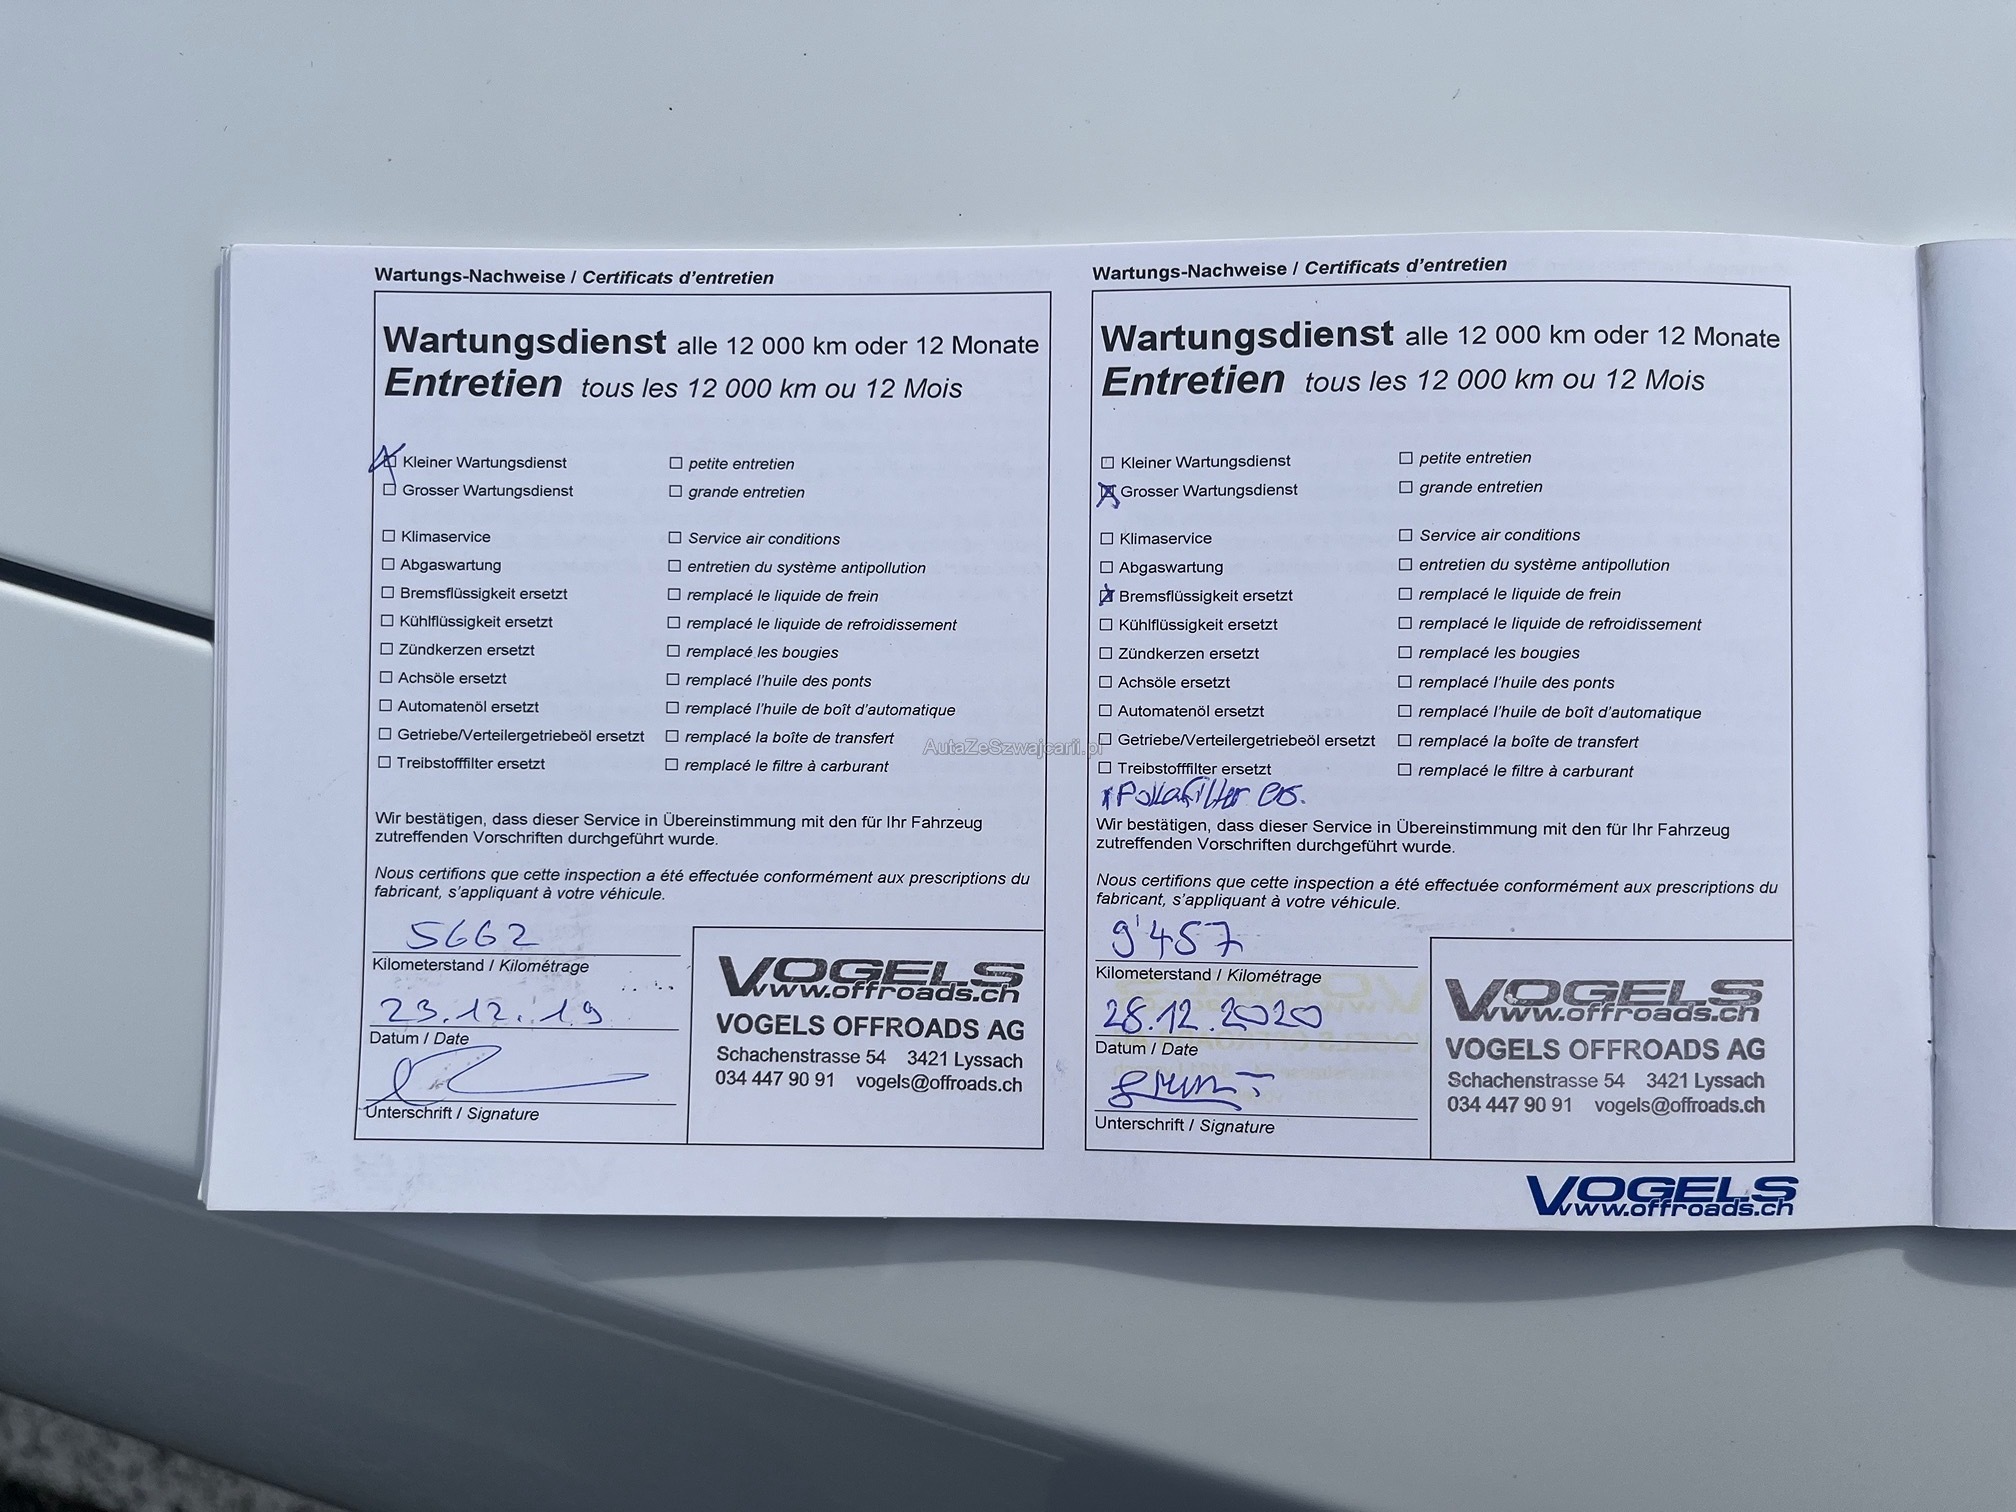 Wartungs-Nachweise / Certificats d'entretien
Wartungsdienst alle 12 000 km oder 12 Monate
Entretien tous les 12 000 km ou 12 Mois
Kleiner Wartungsdienst petite entretien
Grosser Wartungsdienst grande entretien
Klimaservice Service air conditions
Abgaswartung entretien du système antipollution
Bremsflüssigkeit ersetzt remplacé le liquide de frein
Kühlflüssigkeit ersetzt remplacé le liquide de refroidissement
Zündkerzen ersetzt remplacé les bougies
Achsöle ersetzt remplacé l'huile des ponts
Automatenöl ersetzt remplacé l'huile de boît d'automatique
Getriebe/Verteilergetriebeöl ersetzt remplacé la boîte de transfert
Treibstofffilter ersetzt remplacé le filtre à carburant
Wir bestätigen, dass dieser Service in Übereinstimmung mit den für Ihr Fahrzeug
zutreffenden Vorschriften durchgeführt wurde.
Nous certifions que cette inspection a été effectuée conformément aux prescriptions du
fabricant, s'appliquant à votre véhicule.
5662
Kilometerstand / Kilométrage
23.12.19
Datum / Date
Unterschrift / Signature
VOGELS
www.offroads.ch
VOGELS OFFROADS AG
Schachenstrasse 54 3421 Lyssach
034 447 90 91 vogels@offroads.ch
Wartungs-Nachweise / Certificats d'entretien
Wartungsdienst alle 12 000 km oder 12 Monate
Entretien tous les 12 000 km ou 12 Mois
Kleiner Wartungsdienst petite entretien
Grosser Wartungsdienst grande entretien
Klimaservice Service air conditions
Abgaswartung entretien du système antipollution
Bremsflüssigkeit ersetzt remplacé le liquide de frein
Kühlflüssigkeit ersetzt remplacé le liquide de refroidissement
Zündkerzen ersetzt remplacé les bougies
Achsöle ersetzt remplacé l'huile des ponts
Automatenöl ersetzt remplacé l'huile de boît d'automatique
Getriebe/Verteilergetriebeöl ersetzt remplacé la boîte de transfert
Treibstofffilter ersetzt remplacé le filtre à carburant
Pollenfilter ers.
Wir bestätigen, dass dieser Service in Übereinstimmung mit den für Ihr Fahrzeug
zutreffenden Vorschriften durchgeführt wurde.
Nous certifions que cette inspection a été effectuée conformément aux prescriptions du
fabricant, s'appliquant à votre véhicule.
9'457
Kilometerstand / Kilométrage
28.12.2020
Datum / Date
Unterschrift / Signature
VOGELS
www.offroads.ch
VOGELS OFFROADS AG
Schachenstrasse 54 3421 Lyssach
034 447 90 91 vogels@offroads.ch
VOGELS
www.offroads.ch
AutaZeSzwajcarii.pl